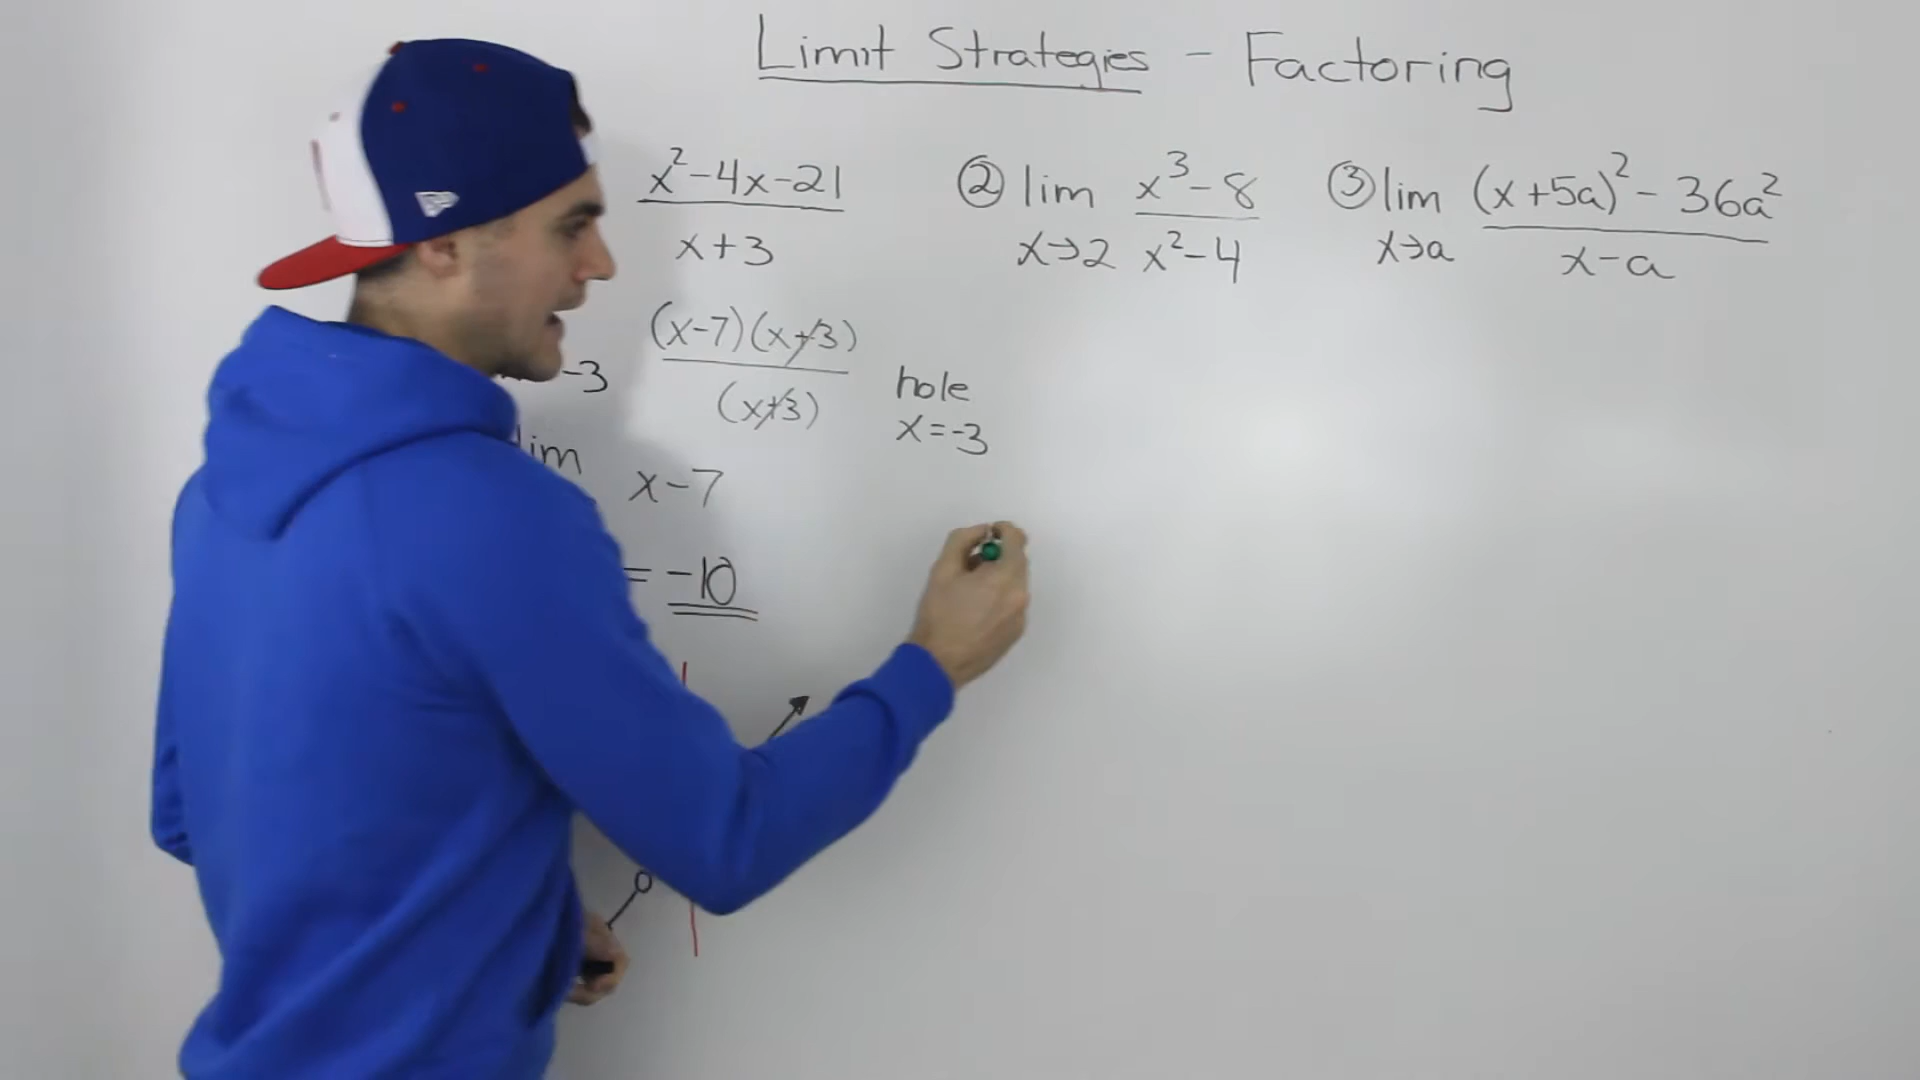 Limit Strategies - Factoring
x²-4x-21
x+3
② lim x³-8
x→2 x²-4
③ lim (x+5a)²-36a²
x→a x-a
(x-7)(x+3)
-3 (x+3)
hole
x=-3
lim x-7
= -10